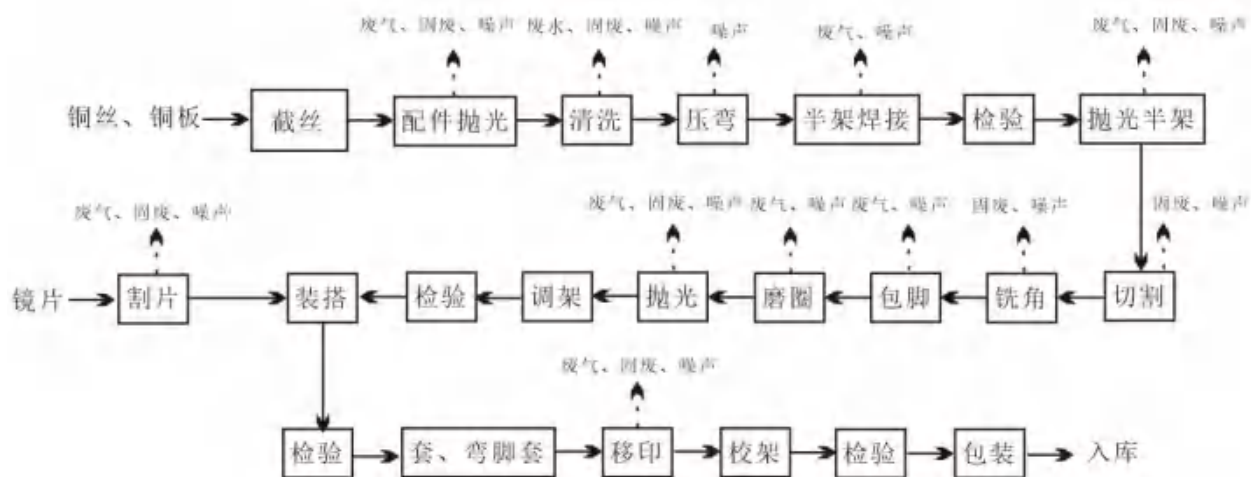 废气、固废、噪声 废水、固废、噪声 噪声 废气、噪声 废气、固废、噪声
铜丝、铜板 截丝 配件抛光 清洗 压弯 半架焊接 检验 抛光半架
废气、固废、噪声 废气、固废、噪声 废气、噪声 废气、噪声 固废、噪声 固废、噪声
镜片 割片 装搭 检验 调架 抛光 磨圈 包脚 铣角 切割
废气、固废、噪声
检验 套、弯脚套 移印 校架 检验 包装 入库